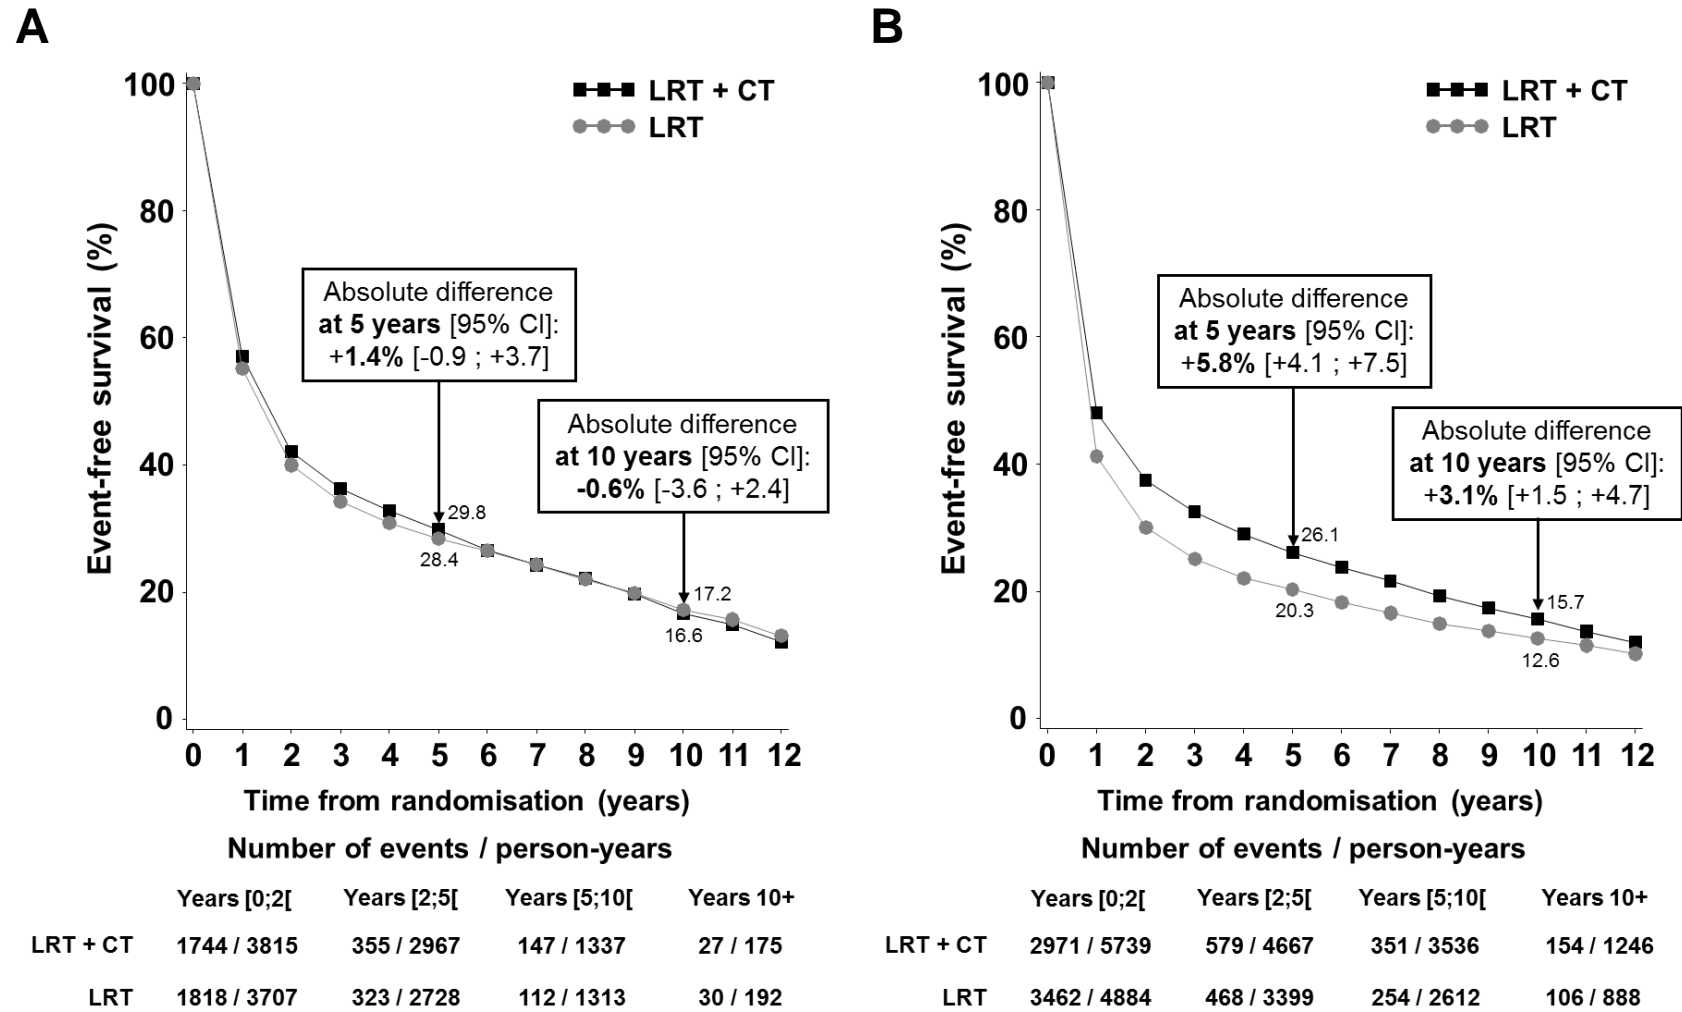 A
100
80
60
40
20
0
Event-free survival (%)
LRT + CT
LRT
Absolute difference
at 5 years [95% CI]:
+1.4% [-0.9 ; +3.7]
Absolute difference
at 10 years [95% CI]:
-0.6% [-3.6 ; +2.4]
29.8
28.4
17.2
16.6
0 1 2 3 4 5 6 7 8 9 10 11 12
Time from randomisation (years)
Number of events / person-years
Years [0;2[ Years [2;5[ Years [5;10[ Years 10+
LRT + CT 1744 / 3815 355 / 2967 147 / 1337 27 / 175
LRT 1818 / 3707 323 / 2728 112 / 1313 30 / 192
B
100
80
60
40
20
0
Event-free survival (%)
LRT + CT
LRT
Absolute difference
at 5 years [95% CI]:
+5.8% [+4.1 ; +7.5]
Absolute difference
at 10 years [95% CI]:
+3.1% [+1.5 ; +4.7]
26.1
20.3
15.7
12.6
0 1 2 3 4 5 6 7 8 9 10 11 12
Time from randomisation (years)
Number of events / person-years
Years [0;2[ Years [2;5[ Years [5;10[ Years 10+
LRT + CT 2971 / 5739 579 / 4667 351 / 3536 154 / 1246
LRT 3462 / 4884 468 / 3399 254 / 2612 106 / 888